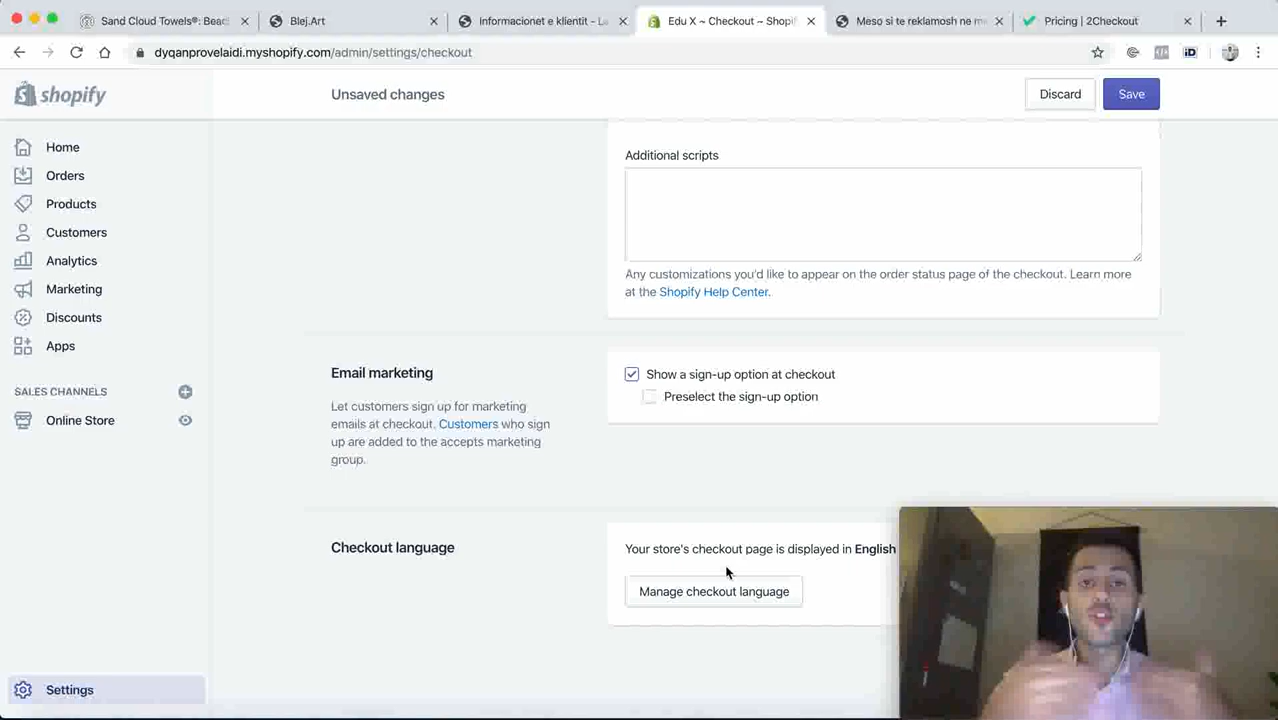 Sand Cloud Towels®: Beac
Blej.Art
Informacionet e klientit - La
Edu X ~ Checkout ~ Shopif
Meso si te reklamosh ne m
Pricing | 2Checkout
dyqanprovelaidi.myshopify.com/admin/settings/checkout
shopify
Unsaved changes
Discard
Save
Home
Orders
Products
Customers
Analytics
Marketing
Discounts
Apps
SALES CHANNELS
Online Store
Settings
Additional scripts
Any customizations you'd like to appear on the order status page of the checkout. Learn more
at the Shopify Help Center.
Email marketing
Let customers sign up for marketing
emails at checkout. Customers who sign
up are added to the accepts marketing
group.
Show a sign-up option at checkout
Preselect the sign-up option
Checkout language
Your store's checkout page is displayed in English
Manage checkout language